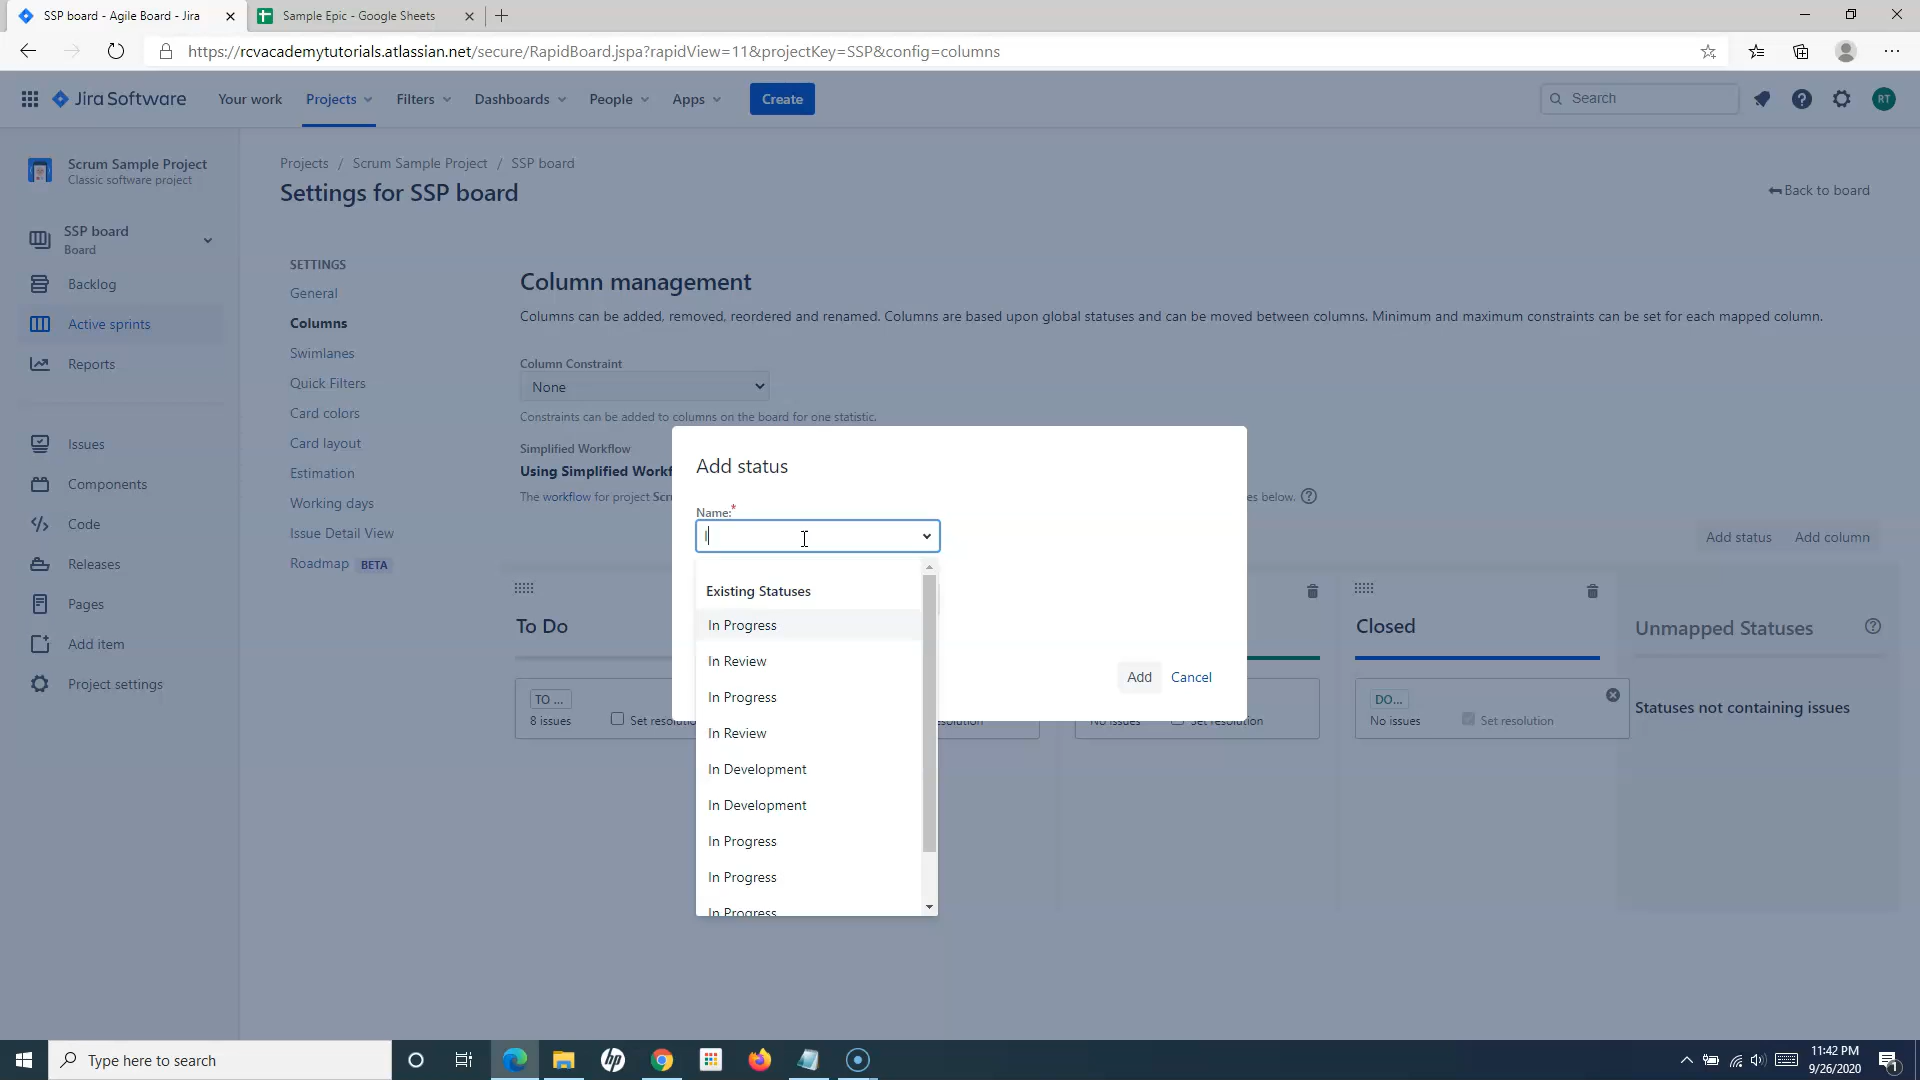 SSP board - Agile Board - Jira
Sample Epic - Google Sheets
https://rcvacademytutorials.atlassian.net/secure/RapidBoard.jspa?rapidView=11&projectKey=SSP&config=columns
Jira Software
Your work
Projects
Filters
Dashboards
People
Apps
Create
Search
RT
Scrum Sample Project
Classic software project
SSP board
Board
Backlog
Active sprints
Reports
Issues
Components
Code
Releases
Pages
Add item
Project settings
Projects / Scrum Sample Project / SSP board
Settings for SSP board
Back to board
SETTINGS
General
Columns
Swimlanes
Quick Filters
Card colors
Card layout
Estimation
Working days
Issue Detail View
Roadmap BETA
Column management
Columns can be added, removed, reordered and renamed. Columns are based upon global statuses and can be moved between columns. Minimum and maximum constraints can be set for each mapped column.
Column Constraint
None
Constraints can be added to columns on the board for one statistic.
Simplified Workflow
Using Simplified Workf
The workflow for project Scr
es below.
Add status
Add column
To Do
TO ...
8 issues
Set resolu
olution
No issues
Set resolution
Closed
DO...
No issues
Set resolution
Unmapped Statuses
Statuses not containing issues
Add status
Name:*
I
Existing Statuses
In Progress
In Review
In Progress
In Review
In Development
In Development
In Progress
In Progress
In Progress
Add
Cancel
Type here to search
11:42 PM
9/26/2020
1